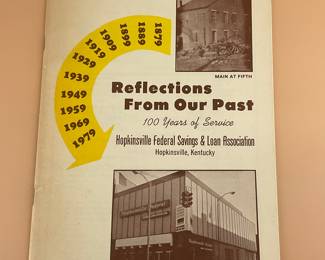 1879
1889
1899
1909
1919
1929
1939
1949
1959
1969
1979
MAIN AT FIFTH
Reflections
From Our Past
100 Years of Service
Hopkinsville Federal Savings & Loan Association
Hopkinsville, Kentucky